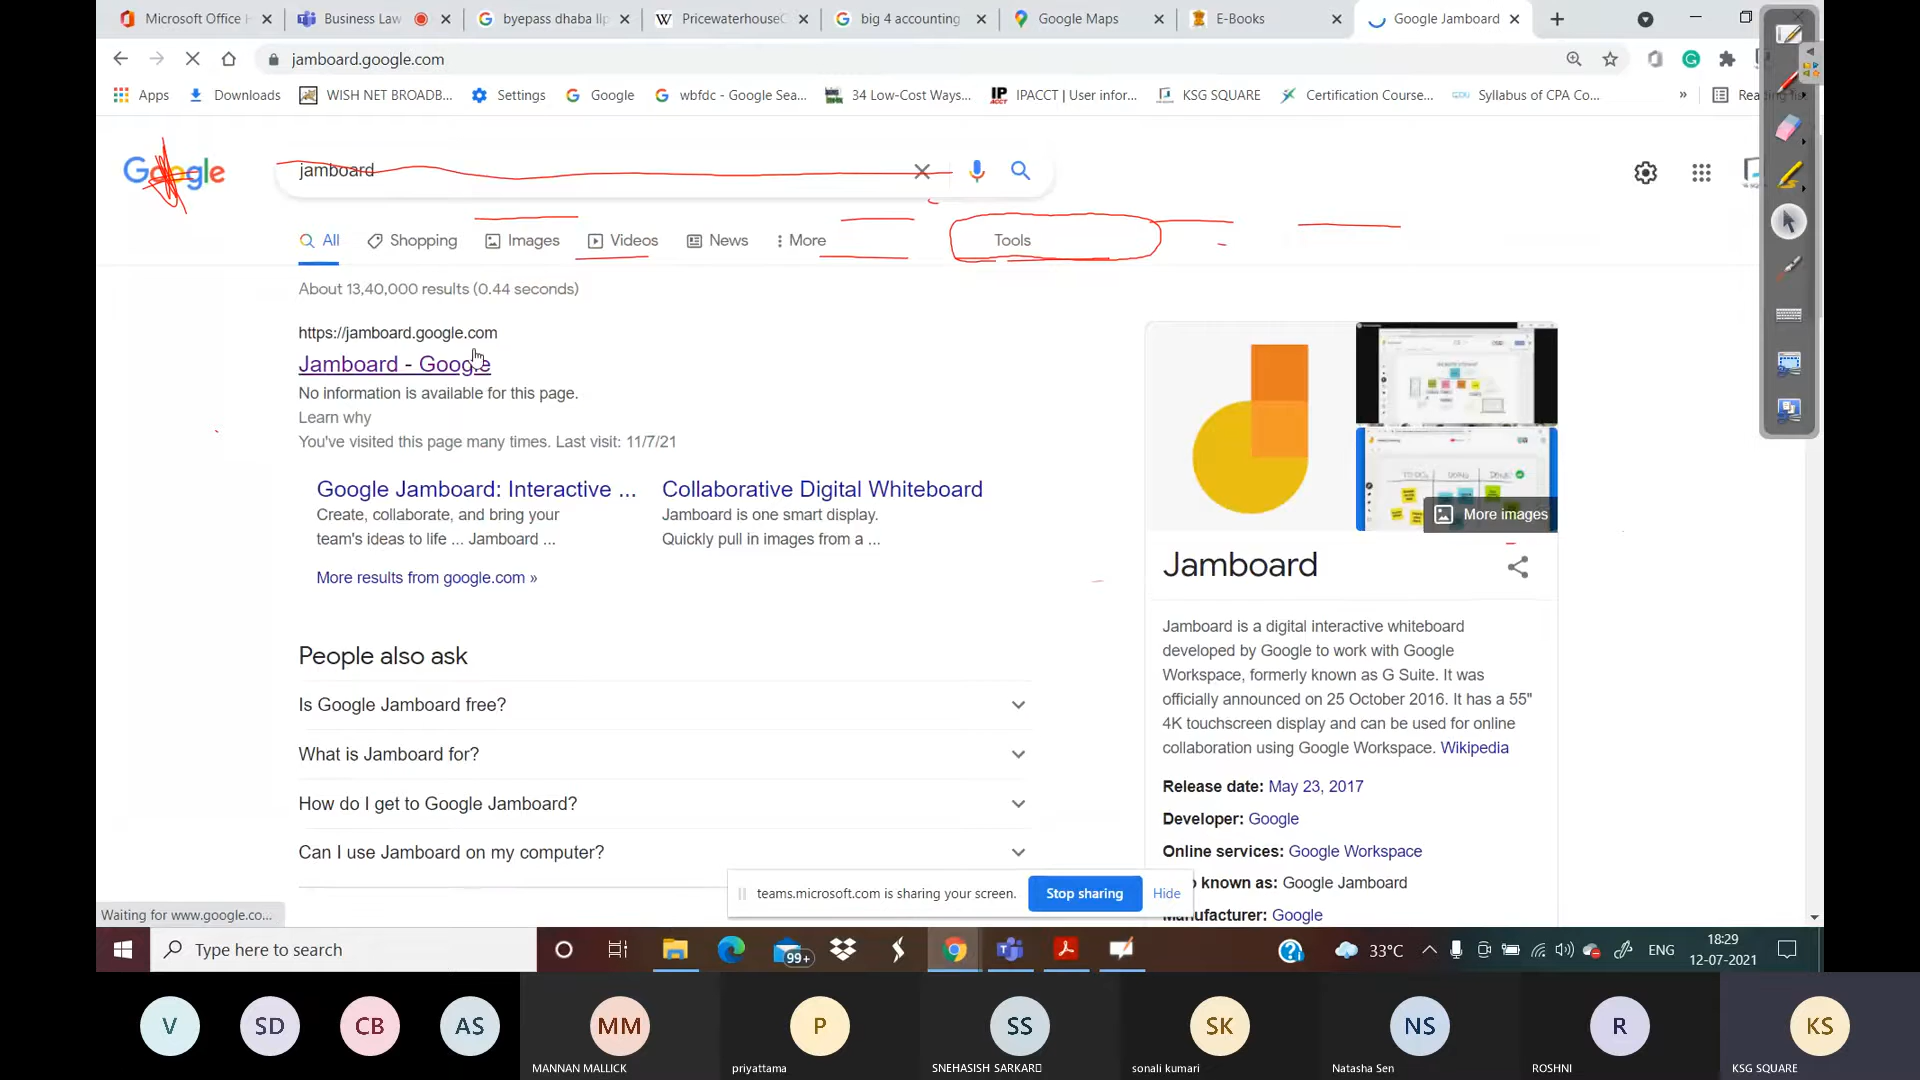 Microsoft Office H
Business Law
byepass dhaba llp
PricewaterhouseC
big 4 accounting
Google Maps
E-Books
Google Jamboard
jamboard.google.com
Apps
Downloads
WISH NET BROADB...
Settings
Google
wbfdc - Google Sea...
34 Low-Cost Ways...
IPACCT | User infor...
KSG SQUARE
Certification Course...
Syllabus of CPA Co...
»
Google
jamboard
All
Shopping
Images
Videos
News
More
Tools
About 13,40,000 results (0.44 seconds)
https://jamboard.google.com
Jamboard - Google
No information is available for this page.
Learn why
You've visited this page many times. Last visit: 11/7/21
Google Jamboard: Interactive ...
Create, collaborate, and bring your
team's ideas to life ... Jamboard ...
Collaborative Digital Whiteboard
Jamboard is one smart display.
Quickly pull in images from a ...
More results from google.com »
People also ask
Is Google Jamboard free?
What is Jamboard for?
How do I get to Google Jamboard?
Can I use Jamboard on my computer?
More images
Jamboard
Jamboard is a digital interactive whiteboard
developed by Google to work with Google
Workspace, formerly known as G Suite. It was
officially announced on 25 October 2016. It has a 55"
4K touchscreen display and can be used for online
collaboration using Google Workspace. Wikipedia
Release date: May 23, 2017
Developer: Google
Online services: Google Workspace
known as: Google Jamboard
Manufacturer: Google
teams.microsoft.com is sharing your screen.
Stop sharing
Hide
Waiting for www.google.co...
Type here to search
99+
33°C
ENG
18:29
12-07-2021
V
SD
CB
AS
MM
P
SS
SK
NS
R
KS
MANNAN MALLICK
priyattama
SNEHASISH SARKAR
sonali kumari
Natasha Sen
ROSHNI
KSG SQUARE